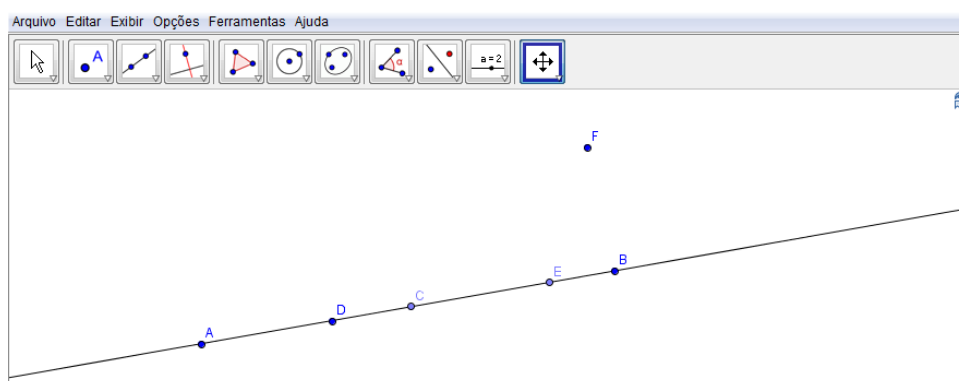 Arquivo Editar Exibir Opções Ferramentas Ajuda
A α a = 2
F
B
E
C
D
A